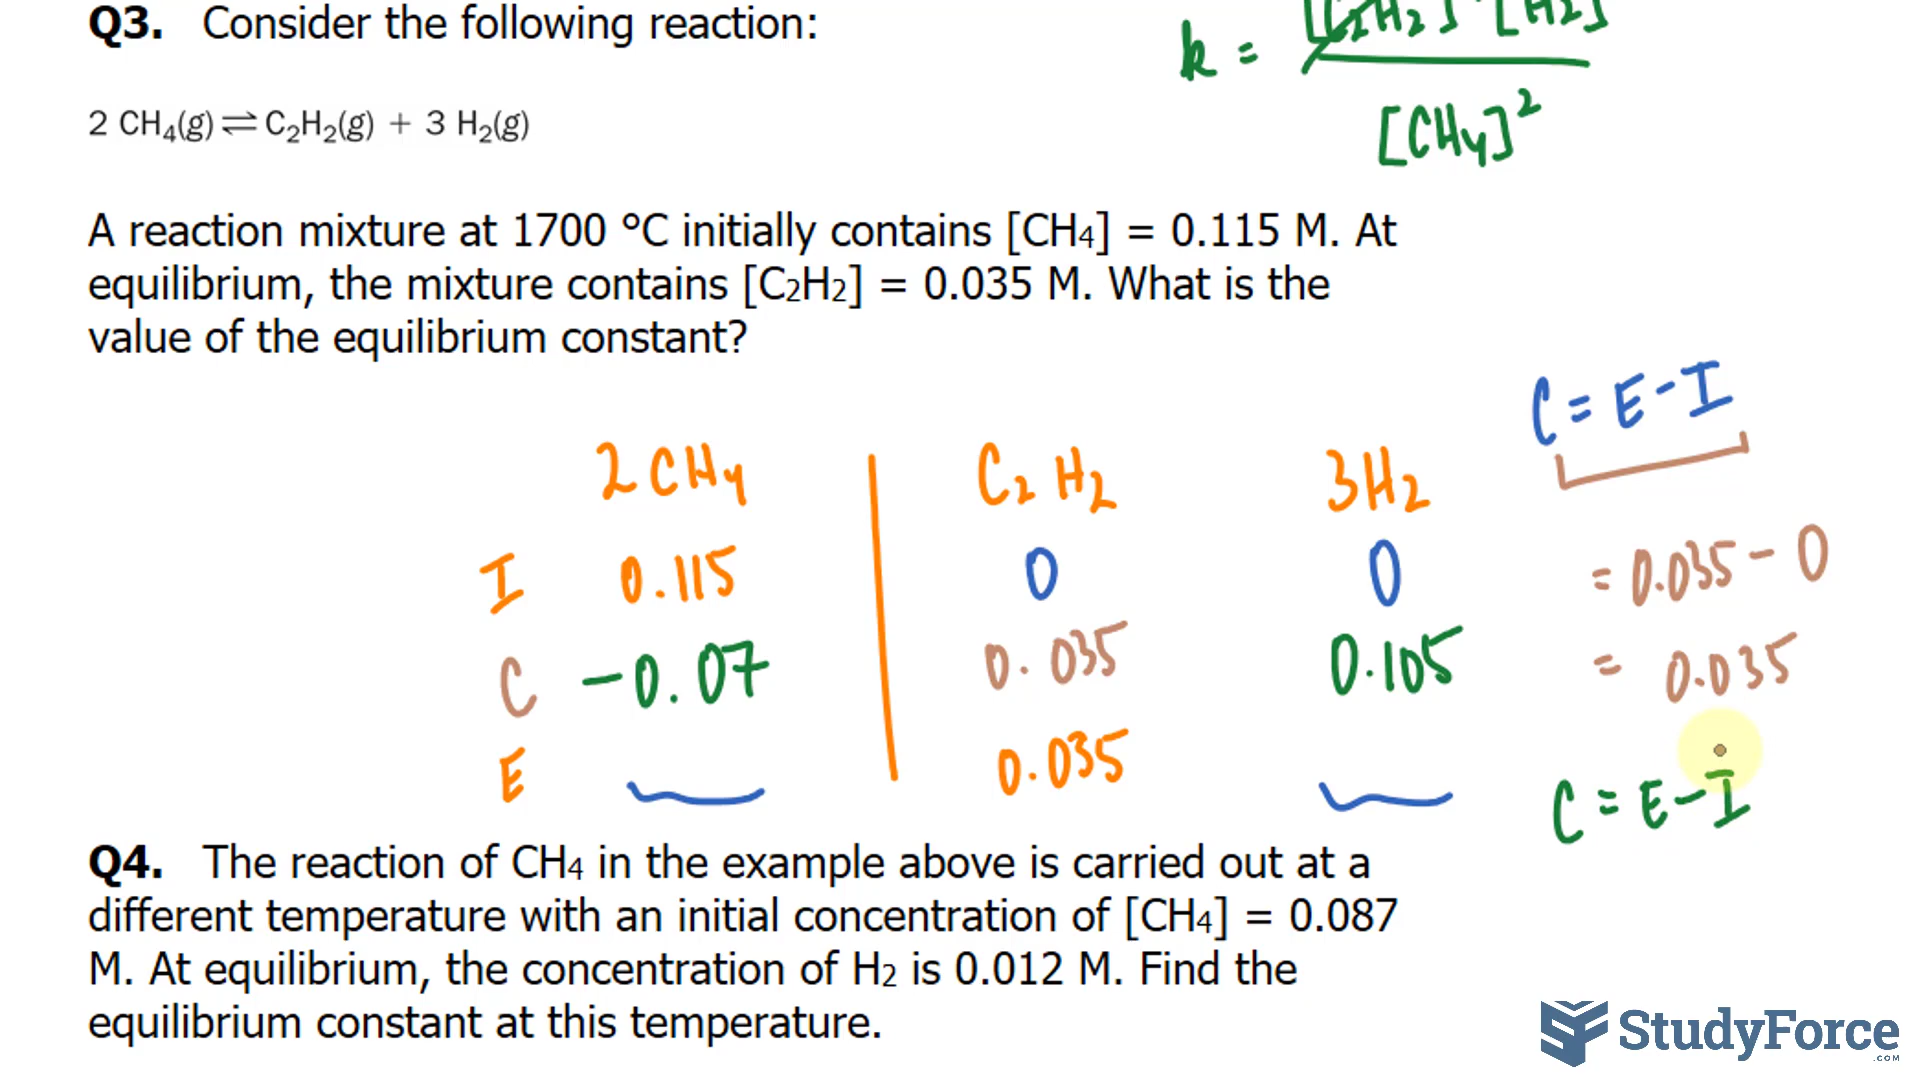 Q3. Consider the following reaction:
k = [C2H2] · [H2]
[CH4]²
2 CH₄(g) ⇌ C₂H₂(g) + 3 H₂(g)
A reaction mixture at 1700 °C initially contains [CH4] = 0.115 M. At
equilibrium, the mixture contains [C2H2] = 0.035 M. What is the
value of the equilibrium constant?
C = E - I
2CH4 C2H2 3H2
I 0.115 0 0 = 0.035 - 0
C -0.07 0.035 0.105 = 0.035
E 0.035
C = E - I
Q4. The reaction of CH4 in the example above is carried out at a
different temperature with an initial concentration of [CH4] = 0.087
M. At equilibrium, the concentration of H2 is 0.012 M. Find the
equilibrium constant at this temperature.
StudyForce
.COM